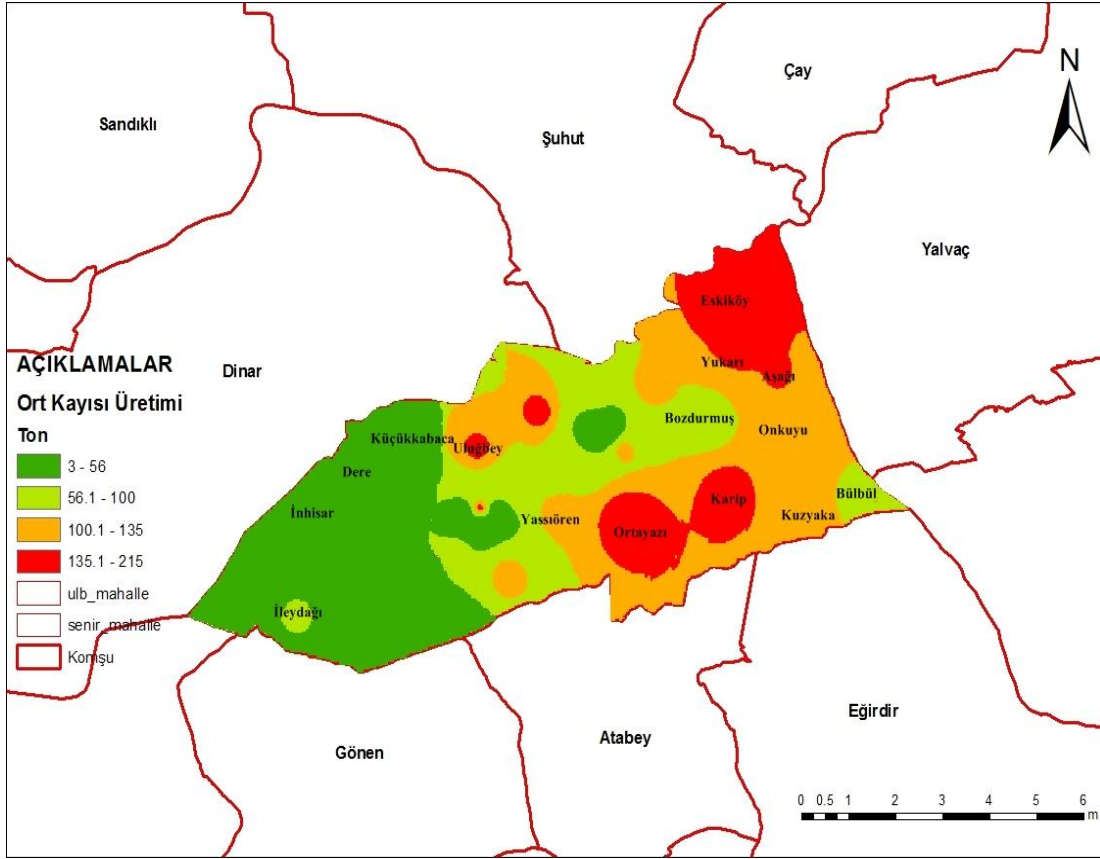 N
Çay
Sandıklı
Şuhut
Yalvaç
Eskiköy
Yukarı
Aşağı
Dinar
Bozdurmuş
Onkuyu
Küçükkabaca
Uluğbey
Dere
İnhisar
Yassıören
Ortayazı
Karip
Kuzyaka
Bülbül
İleydağı
AÇIKLAMALAR
Ort Kayısı Üretimi
Ton
3 - 56
56.1 - 100
100.1 - 135
135.1 - 215
ulb_mahalle
senir_mahalle
Komşu
Gönen
Atabey
Eğirdir
0 0.5 1 2 3 4 5 6
m